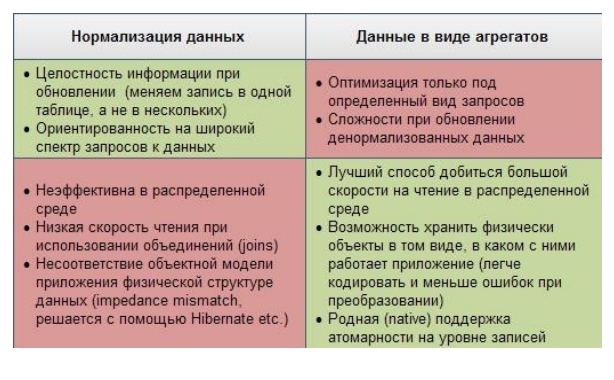 Нормализация данных
Данные в виде агрегатов
• Целостность информации при
обновлении (меняем запись в одной
таблице, а не в нескольких)
• Ориентированность на широкий
спектр запросов к данных
• Оптимизация только под
определенный вид запросов
• Сложности при обновлении
денормализованных данных
• Неэффективна в распределенной
среде
• Низкая скорость чтения при
использовании объединений (joins)
• Несоответствие объектной модели
приложения физической структуре
данных (impedance mismatch,
решается с помощью Hibernate etc.)
• Лучший способ добиться большой
скорости на чтение в распределенной
среде
• Возможность хранить физически
объекты в том виде, в каком с ними
работает приложение (легче
кодировать и меньше ошибок при
преобразовании)
• Родная (native) поддержка
атомарности на уровне записей